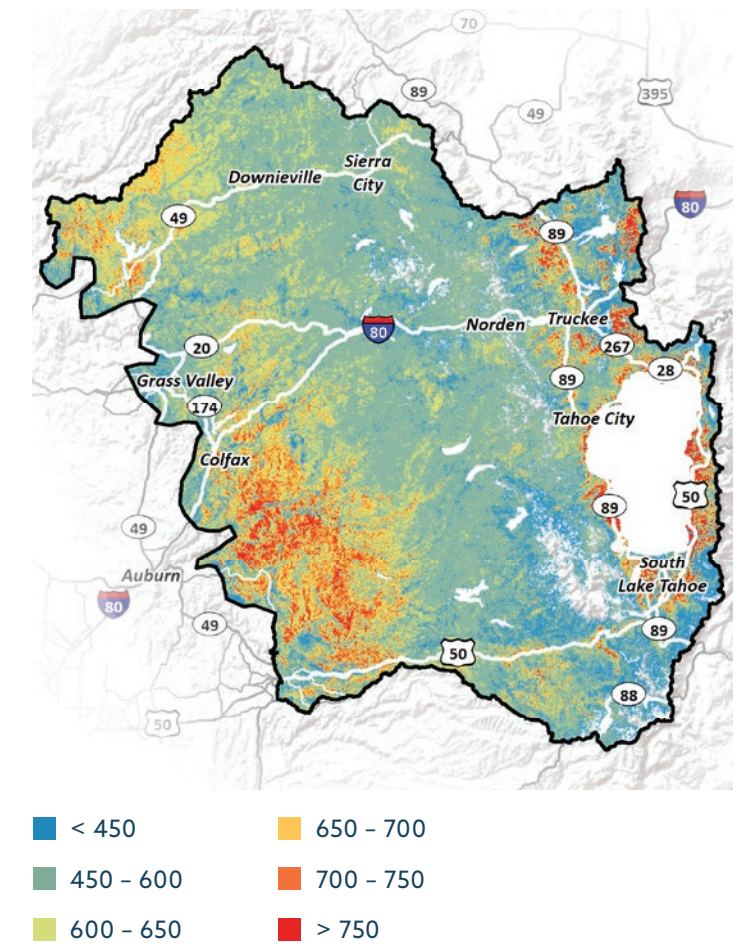 70
89
395
49
80
Sierra
City
Downieville
49
89
80
Norden
Truckee
20
267
28
Grass Valley
89
174
Tahoe City
Colfax
50
89
49
South
Lake Tahoe
Auburn
80
49
89
50
88
50
< 450
650 – 700
450 – 600
700 – 750
600 – 650
> 750